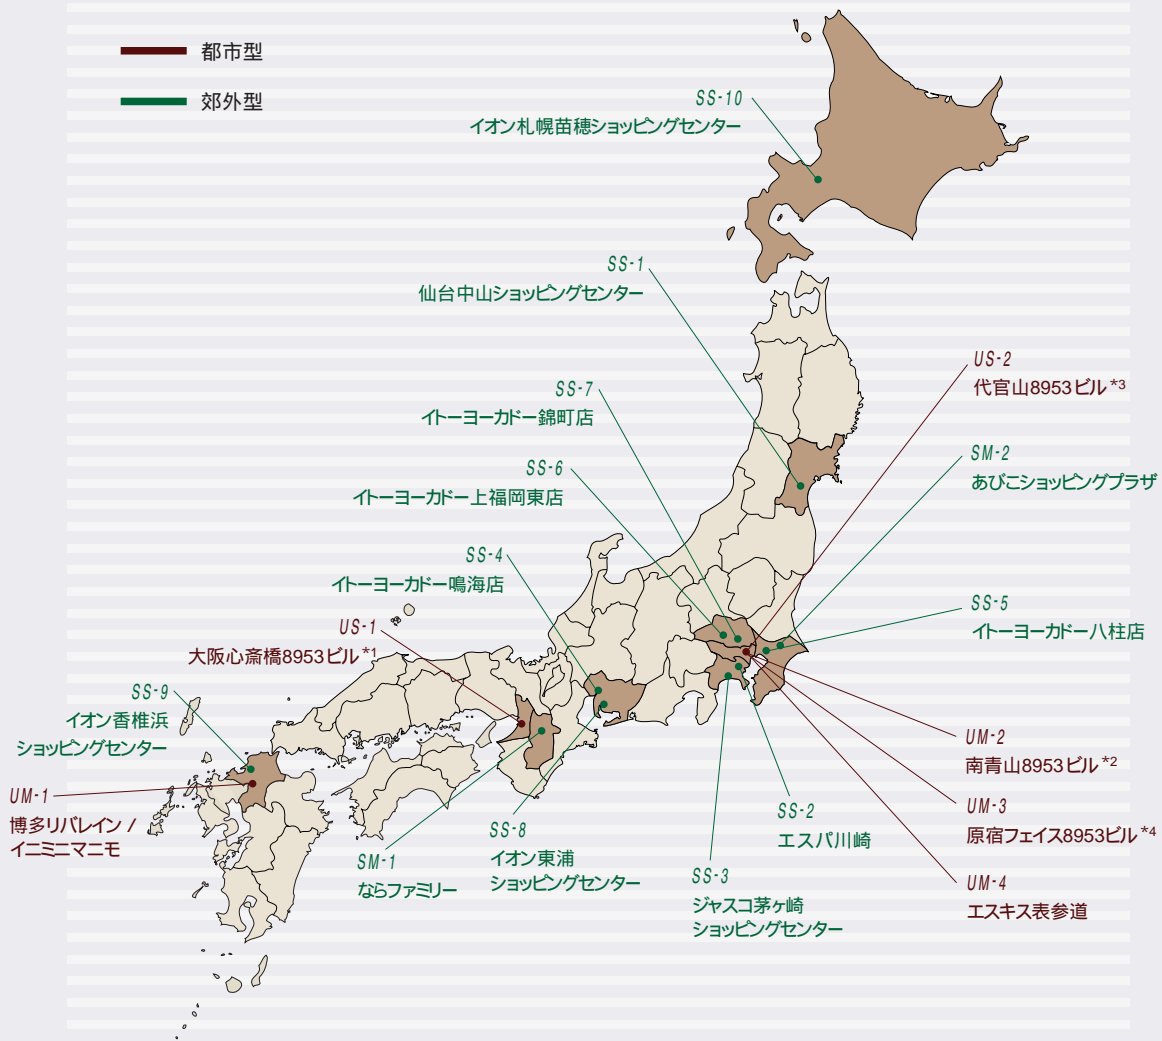 都市型
郊外型
SS-10
イオン札幌苗穂ショッピングセンター
SS-1
仙台中山ショッピングセンター
US-2
代官山8953ビル*3
SS-7
イトーヨーカドー錦町店
SM-2
あびこショッピングプラザ
SS-6
イトーヨーカドー上福岡東店
SS-4
イトーヨーカドー鳴海店
SS-5
イトーヨーカドー八柱店
US-1
大阪心斎橋8953ビル*1
SS-9
イオン香椎浜
ショッピングセンター
UM-2
南青山8953ビル*2
UM-1
博多リバレイン /
イニミニマニモ
UM-3
原宿フェイス8953ビル*4
SS-2
エスパ川崎
SS-8
イオン東浦
ショッピングセンター
SM-1
ならファミリー
SS-3
ジャスコ茅ヶ崎
ショッピングセンター
UM-4
エスキス表参道